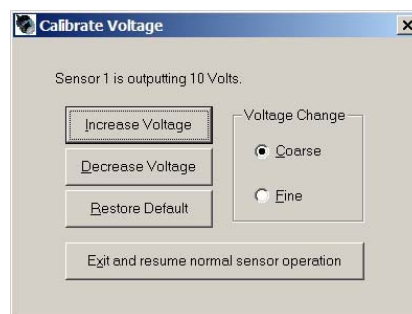 Calibrate Voltage
Sensor 1 is outputting 10 Volts.
Increase Voltage
Decrease Voltage
Restore Default
Voltage Change
Coarse
Fine
Exit and resume normal sensor operation